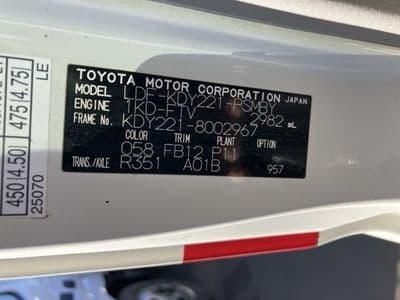 TOYOTA MOTOR CORPORATION JAPAN
MODEL LDF-KDY221-PSMBY
ENGINE 1KD-FTV 2982 mL
FRAME-No. KDY221-8002967
COLOR TRIM PLANT
058 FB12 P11
TRANS./AXLE R351 A01B 957
450(4.50) 475(4.75)
25070 LE